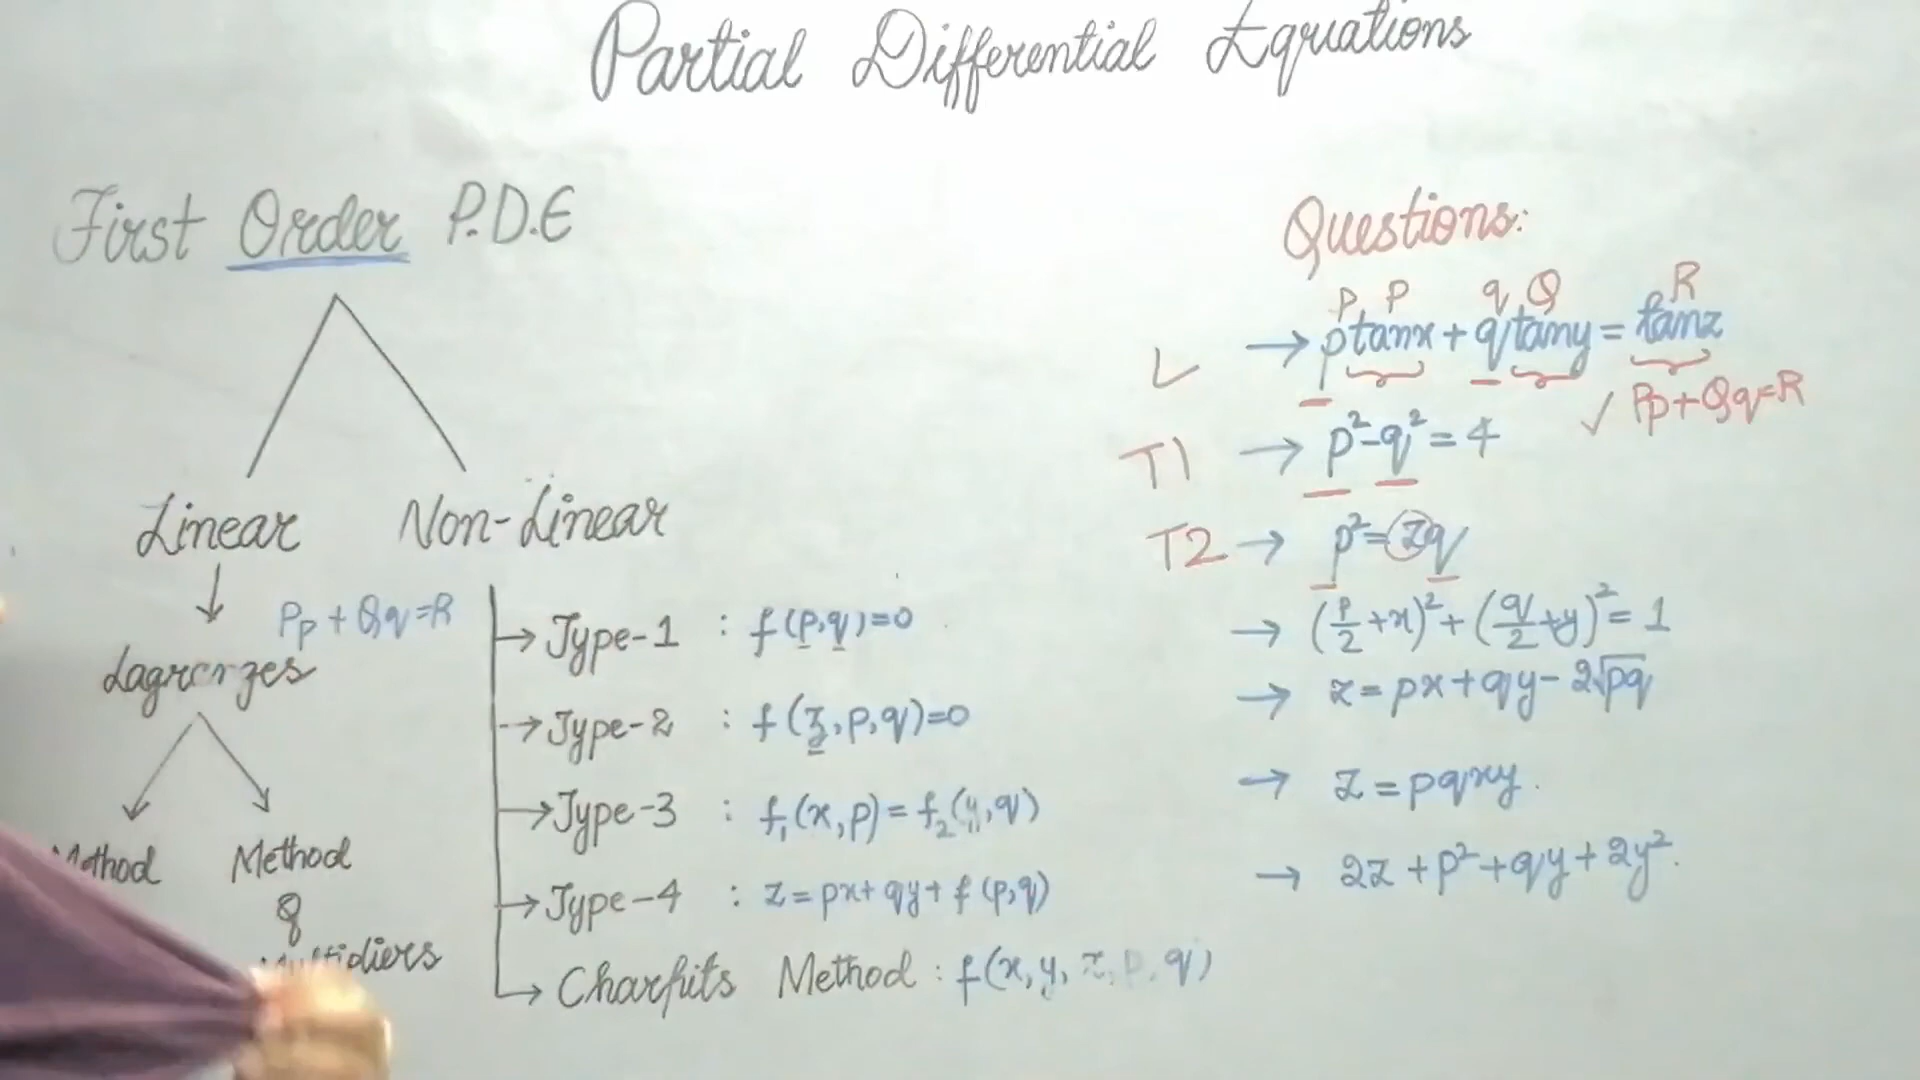 Partial Differential Equations
First Order P.D.E
Linear Non-Linear
Pp + Qq = R
Lagranges
Method
Method
of
→ Type-1 : f(p,q)=0
→ Type-2 : f(z,p,q)=0
→ Type-3 : f₁(x,p) = f₂(y,q)
→ Type-4 : z = px + qy + f(p,q)
→ Charpits Method : f(x, y, z, p, q)
Questions:
P, P q, Q R
L → p tanx + q tany = tanz
✓ Pp + Qq = R
T1 → p² - q² = 4
T2 → p² = zq
→ (p/2 + x)² + (q/2 + y)² = 1
→ z = px + qy - 2√pq
→ z = pqxy.
→ 2z + p² + qy + 2y².